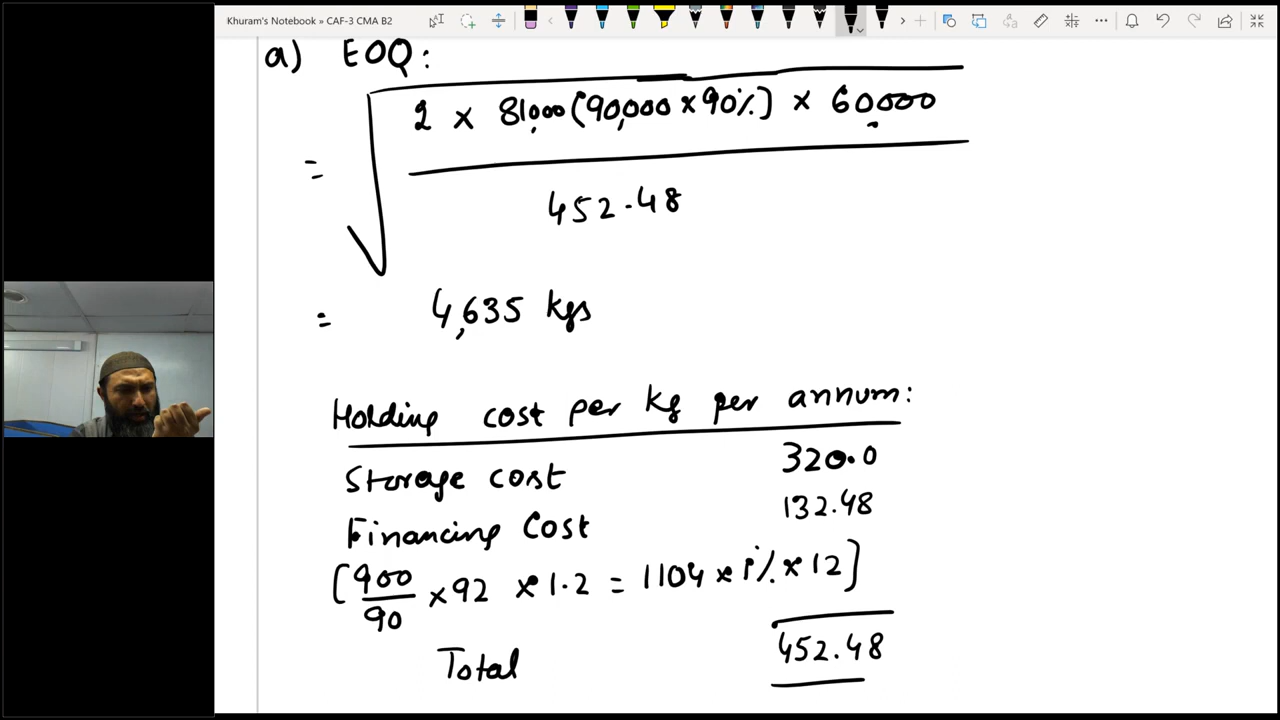 Khuram's Notebook » CAF-3 CMA B2
a) EOQ:
= √ 2 × 81,000 (90,000 × 90%) × 60,000
452.48
= 4,635 kgs
Holding cost per kg per annum:
Storage cost 320.0
Financing Cost 132.48
[900/90 × 92 × 1.2 = 1104 × 1% × 12]
Total 452.48